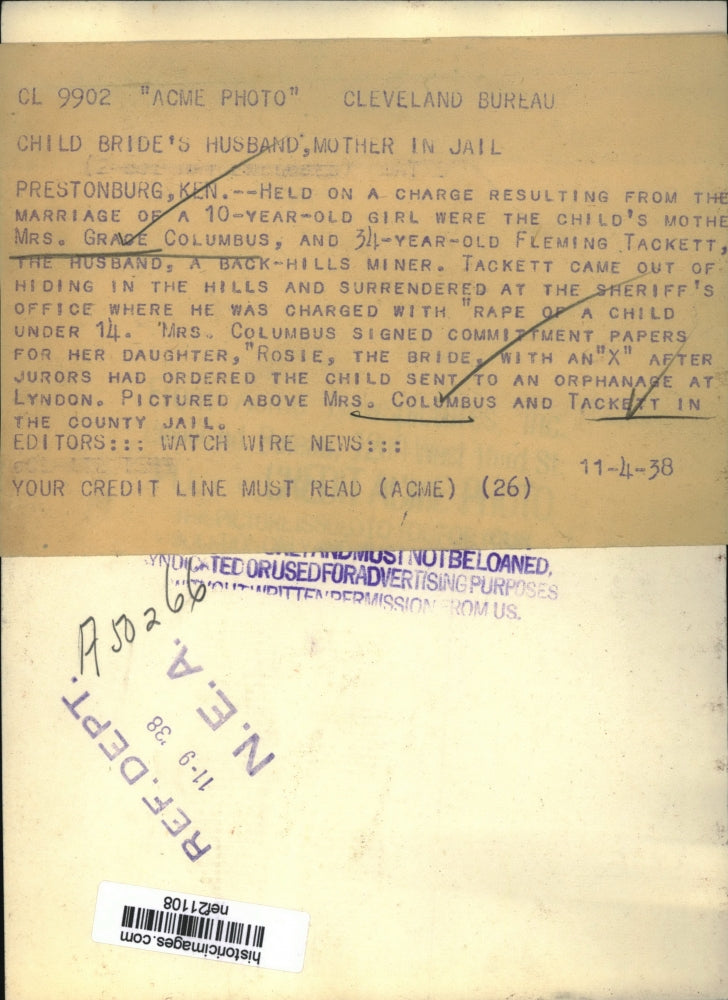 CL 9902 "ACME PHOTO" CLEVELAND BUREAU
CHILD BRIDE'S HUSBAND, MOTHER IN JAIL
PRESTONBURG, KEN.--HELD ON A CHARGE RESULTING FROM THE
MARRIAGE OF A 10-YEAR-OLD GIRL WERE THE CHILD'S MOTHE
MRS. GRACE COLUMBUS, AND 34-YEAR-OLD FLEMING TACKETT,
THE HUSBAND, A BACK-HILLS MINER. TACKETT CAME OUT OF
HIDING IN THE HILLS AND SURRENDERED AT THE SHERIFF'S
OFFICE WHERE HE WAS CHARGED WITH "RAPE OF A CHILD
UNDER 14. "MRS. COLUMBUS SIGNED COMMITTMENT PAPERS
FOR HER DAUGHTER, "ROSIE, THE BRIDE, WITH AN "X" AFTER
JURORS HAD ORDERED THE CHILD SENT TO AN ORPHANAGE AT
LYNDON. PICTURED ABOVE MRS. COLUMBUS AND TACKETT IN
THE COUNTY JAIL.
EDITORS::: WATCH WIRE NEWS:::
11-4-38
YOUR CREDIT LINE MUST READ (ACME) (26)
AND MUST NOT BE LOANED,
SYNDICATED OR USED FOR ADVERTISING PURPOSES
WITHOUT WRITTEN PERMISSION FROM US.
A50266
REF. DEPT.
11-9 '38
N. E. A.
historicimages.com
nef21108